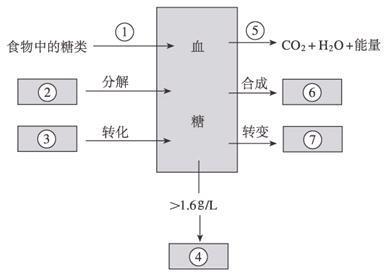 食物中的糖类 ① 血 ⑤ CO₂+H₂O+能量
② 分解 合成 ⑥
③ 转化 糖 转变 ⑦
>1.6g/L
④